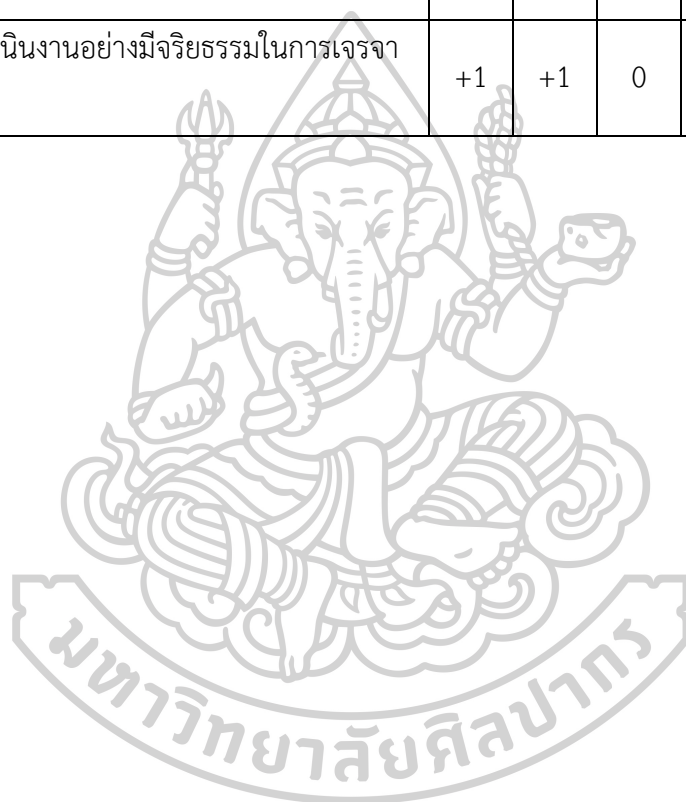 นินงานอย่างมีจริยธรรมในการเจรจา
+1 +1 0
มหาวิทยาลัยศิลปากร